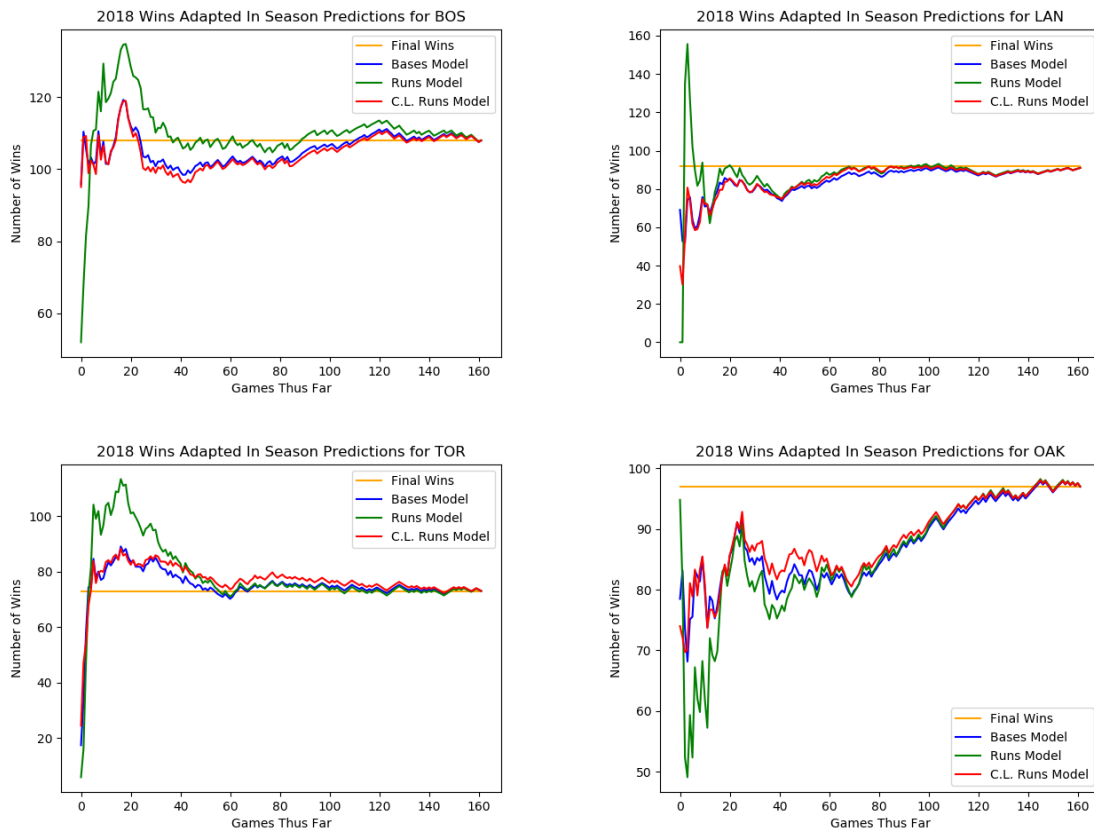 2018 Wins Adapted In Season Predictions for BOS
Number of Wins
120
100
80
60
0 20 40 60 80 100 120 140 160
Games Thus Far
Final Wins
Bases Model
Runs Model
C.L. Runs Model
2018 Wins Adapted In Season Predictions for LAN
Number of Wins
160
140
120
100
80
60
40
20
0
0 20 40 60 80 100 120 140 160
Games Thus Far
Final Wins
Bases Model
Runs Model
C.L. Runs Model
2018 Wins Adapted In Season Predictions for TOR
Number of Wins
100
80
60
40
20
0 20 40 60 80 100 120 140 160
Games Thus Far
Final Wins
Bases Model
Runs Model
C.L. Runs Model
2018 Wins Adapted In Season Predictions for OAK
Number of Wins
100
90
80
70
60
50
0 20 40 60 80 100 120 140 160
Games Thus Far
Final Wins
Bases Model
Runs Model
C.L. Runs Model